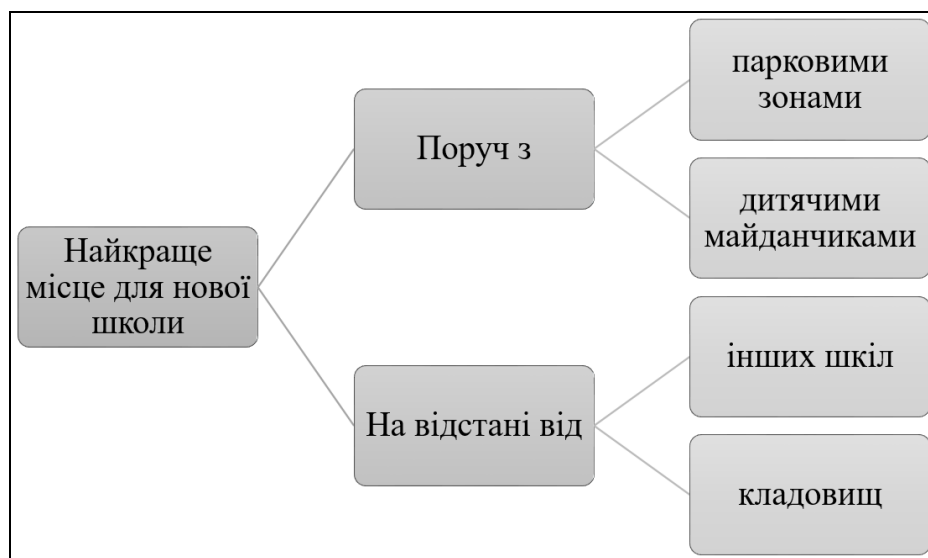 Найкраще
місце для нової
школи
Поруч з
парковими
зонами
дитячими
майданчиками
На відстані від
інших шкіл
кладовищ